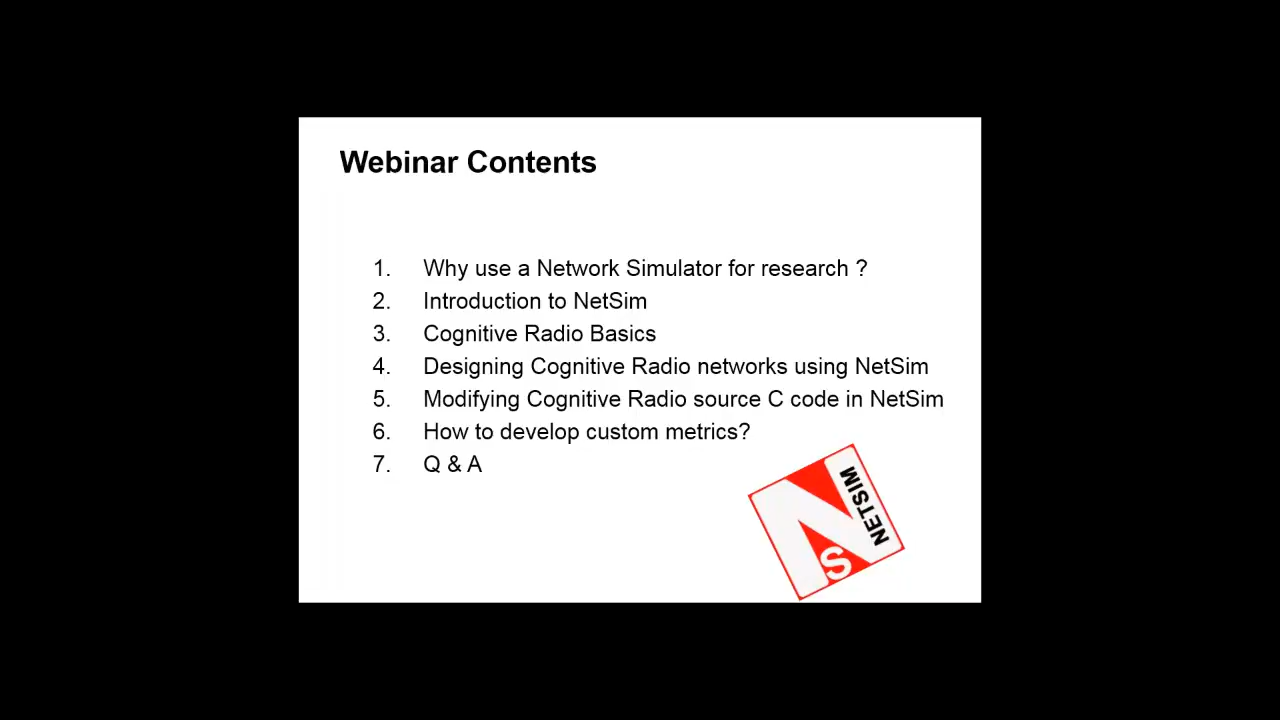 Webinar Contents
1. Why use a Network Simulator for research ?
2. Introduction to NetSim
3. Cognitive Radio Basics
4. Designing Cognitive Radio networks using NetSim
5. Modifying Cognitive Radio source C code in NetSim
6. How to develop custom metrics?
7. Q & A
NETSIM
N
S